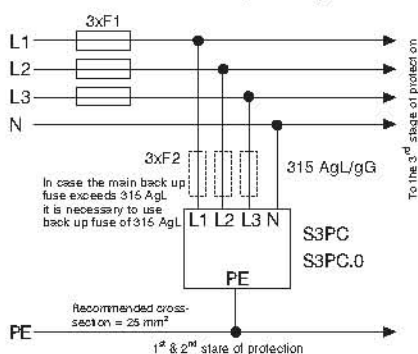 3xF1
L1
L2
L3
N
To the 3rd stage of protection
3xF2
315 AgL/gG
In case the main back up
fuse exceeds 315 AgL
it is necessary to use
back up fuse of 315 AgL
L1 L2 L3 N
S3PC
S3PC.0
PE
Recommended cross-
section = 25 mm²
PE
1st & 2nd stare of protection